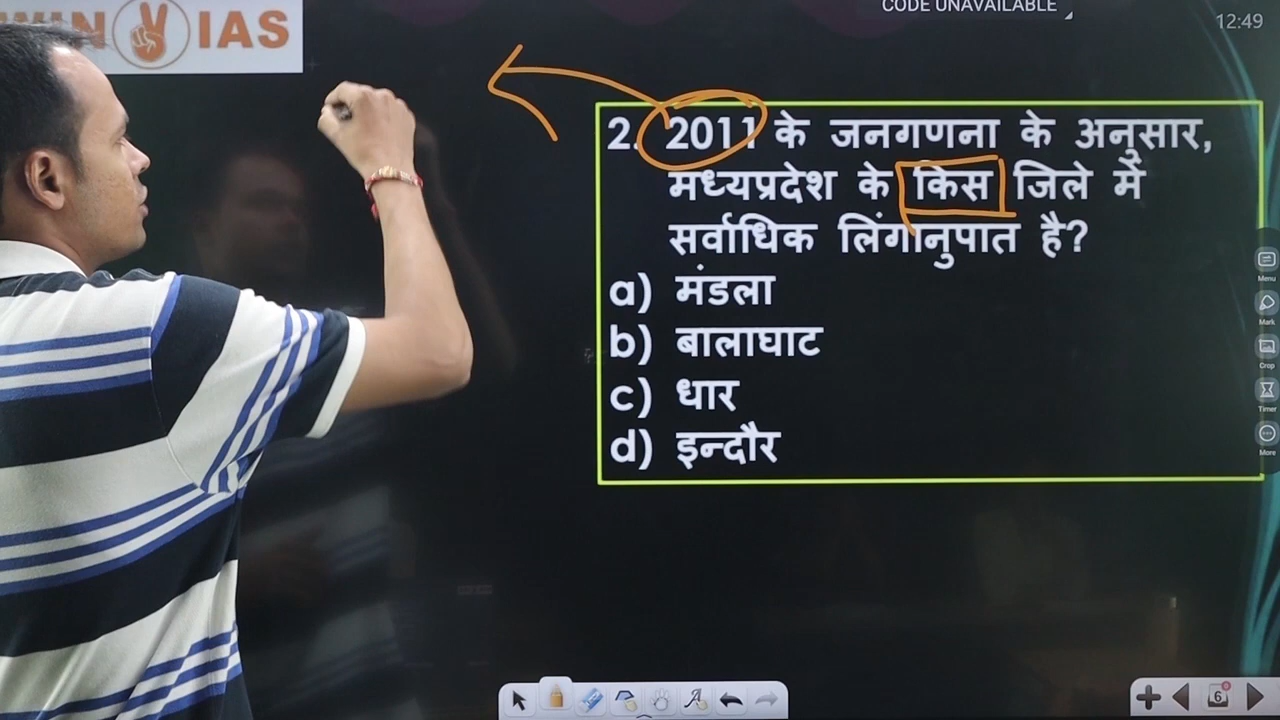 WIN IAS
CODE UNAVAILABLE
12:49
2. 2011 के जनगणना के अनुसार,
मध्यप्रदेश के किस जिले में
सर्वाधिक लिंगानुपात है?
a) मंडला
b) बालाघाट
c) धार
d) इन्दौर
Menu
Mark
Crop
Timer
More
6